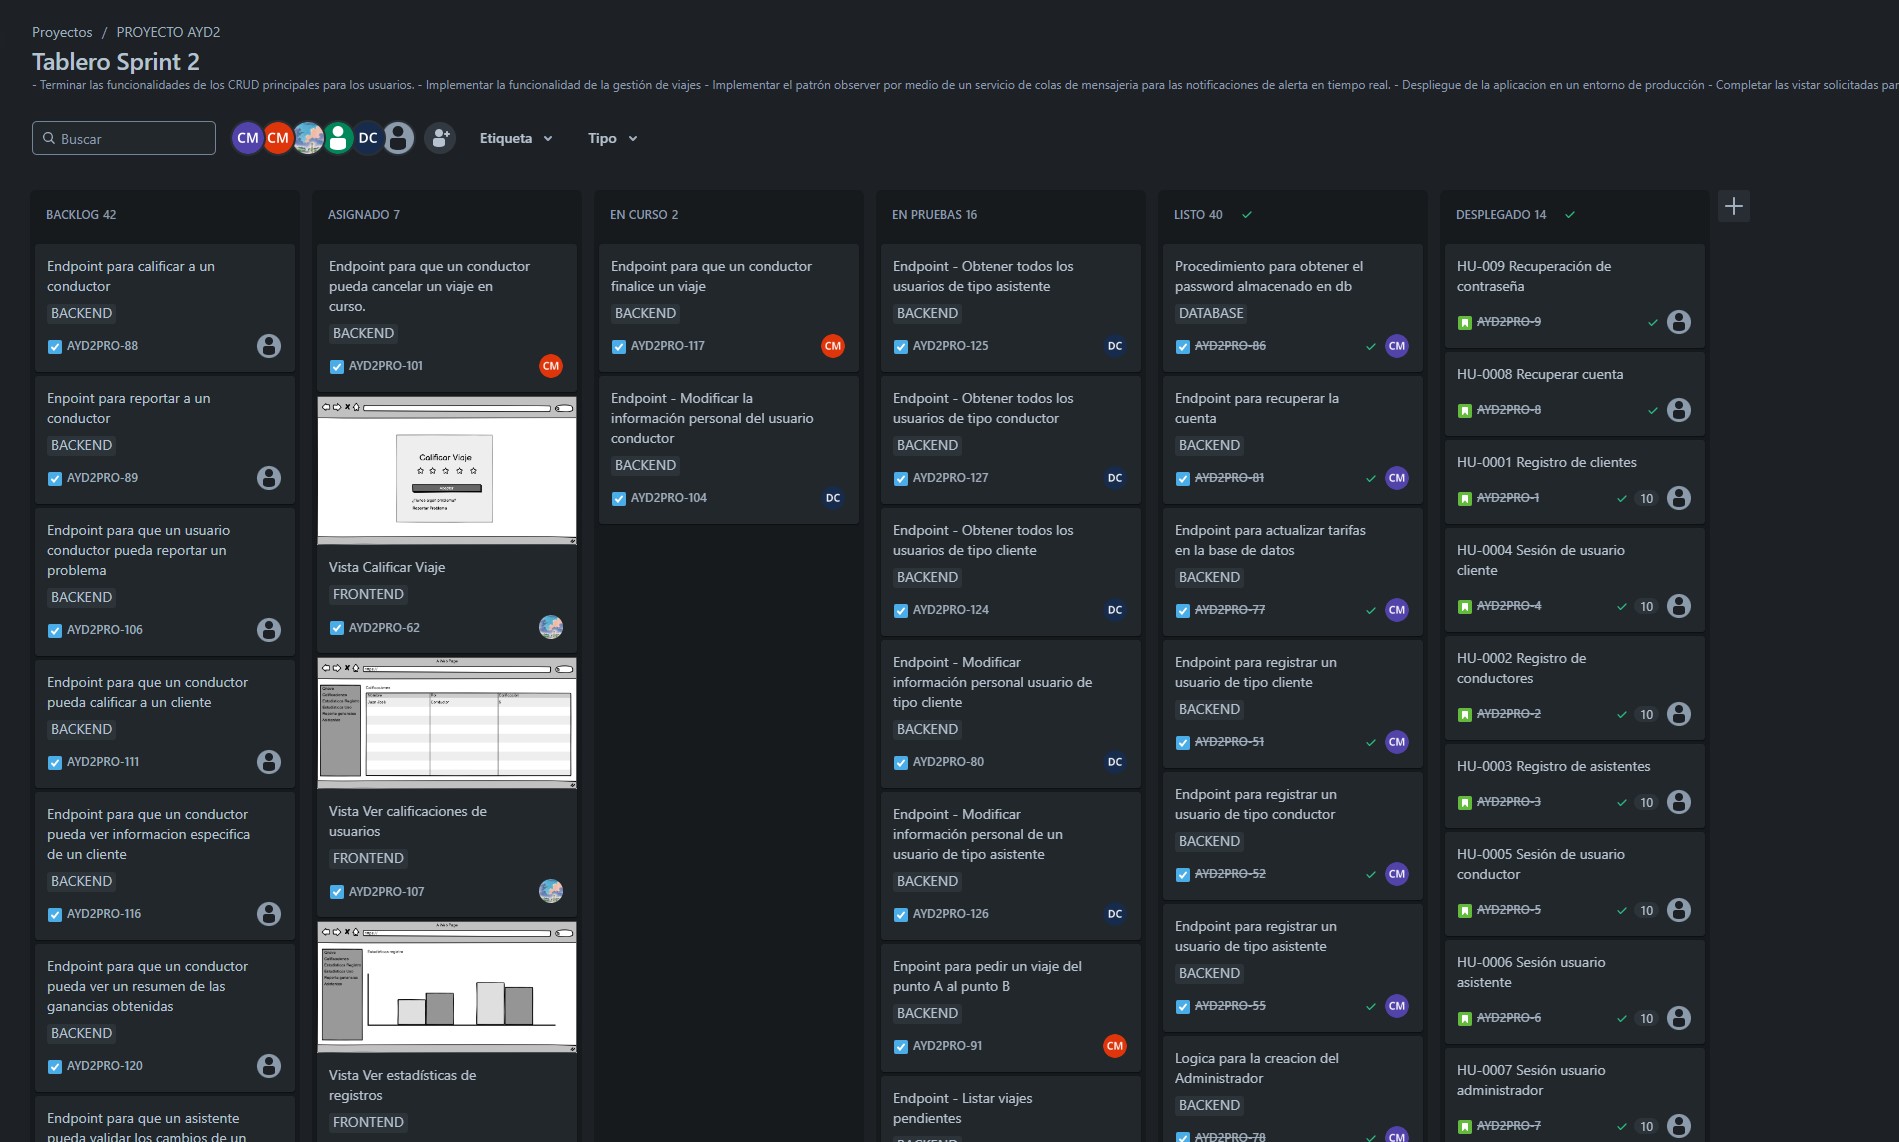 Proyectos / PROYECTO AYD2
Tablero Sprint 2
- Terminar las funcionalidades de los CRUD principales para los usuarios. - Implementar la funcionalidad de la gestión de viajes - Implementar el patrón observer por medio de un servicio de colas de mensajeria para las notificaciones de alerta en tiempo real. - Despliegue de la aplicacion en un entorno de producción - Completar las vistar solicitadas par
Buscar
CM CM DC
Etiqueta
Tipo
BACKLOG 42
Endpoint para calificar a un
conductor
BACKEND
AYD2PRO-88
Enpoint para reportar a un
conductor
BACKEND
AYD2PRO-89
Endpoint para que un usuario
conductor pueda reportar un
problema
BACKEND
AYD2PRO-106
Endpoint para que un conductor
pueda calificar a un cliente
BACKEND
AYD2PRO-111
Endpoint para que un conductor
pueda ver informacion especifica
de un cliente
BACKEND
AYD2PRO-116
Endpoint para que un conductor
pueda ver un resumen de las
ganancias obtenidas
BACKEND
AYD2PRO-120
Endpoint para que un asistente
pueda validar los cambios de un
ASIGNADO 7
Endpoint para que un conductor
pueda cancelar un viaje en
curso.
BACKEND
AYD2PRO-101 CM
Calificar Viaje
Reportar Problema
Vista Calificar Viaje
FRONTEND
AYD2PRO-62
A Web Page
Calificaciones
Conductor
Vista Ver calificaciones de
usuarios
FRONTEND
AYD2PRO-107
A Web Page
Vista Ver estadísticas de
registros
FRONTEND
EN CURSO 2
Endpoint para que un conductor
finalice un viaje
BACKEND
AYD2PRO-117 CM
Endpoint - Modificar la
información personal del usuario
conductor
BACKEND
AYD2PRO-104 DC
EN PRUEBAS 16
Endpoint - Obtener todos los
usuarios de tipo asistente
BACKEND
AYD2PRO-125 DC
Endpoint - Obtener todos los
usuarios de tipo conductor
BACKEND
AYD2PRO-127 DC
Endpoint - Obtener todos los
usuarios de tipo cliente
BACKEND
AYD2PRO-124 DC
Endpoint - Modificar
información personal usuario de
tipo cliente
BACKEND
AYD2PRO-80 DC
Endpoint - Modificar
información personal de un
usuario de tipo asistente
BACKEND
AYD2PRO-126 DC
Enpoint para pedir un viaje del
punto A al punto B
BACKEND
AYD2PRO-91 CM
Endpoint - Listar viajes
pendientes
BACKEND
LISTO 40
Procedimiento para obtener el
password almacenado en db
DATABASE
AYD2PRO-86 CM
Endpoint para recuperar la
cuenta
BACKEND
AYD2PRO-81 CM
Endpoint para actualizar tarifas
en la base de datos
BACKEND
AYD2PRO-77 CM
Endpoint para registrar un
usuario de tipo cliente
BACKEND
AYD2PRO-51 CM
Endpoint para registrar un
usuario de tipo conductor
BACKEND
AYD2PRO-52 CM
Endpoint para registrar un
usuario de tipo asistente
BACKEND
AYD2PRO-55 CM
Logica para la creacion del
Administrador
BACKEND
AYD2PRO-78 CM
DESPLEGADO 14
HU-009 Recuperación de
contraseña
AYD2PRO-9
HU-0008 Recuperar cuenta
AYD2PRO-8
HU-0001 Registro de clientes
AYD2PRO-1 10
HU-0004 Sesión de usuario
cliente
AYD2PRO-4 10
HU-0002 Registro de
conductores
AYD2PRO-2 10
HU-0003 Registro de asistentes
AYD2PRO-3 10
HU-0005 Sesión de usuario
conductor
AYD2PRO-5 10
HU-0006 Sesión usuario
asistente
AYD2PRO-6 10
HU-0007 Sesión usuario
administrador
AYD2PRO-7 10